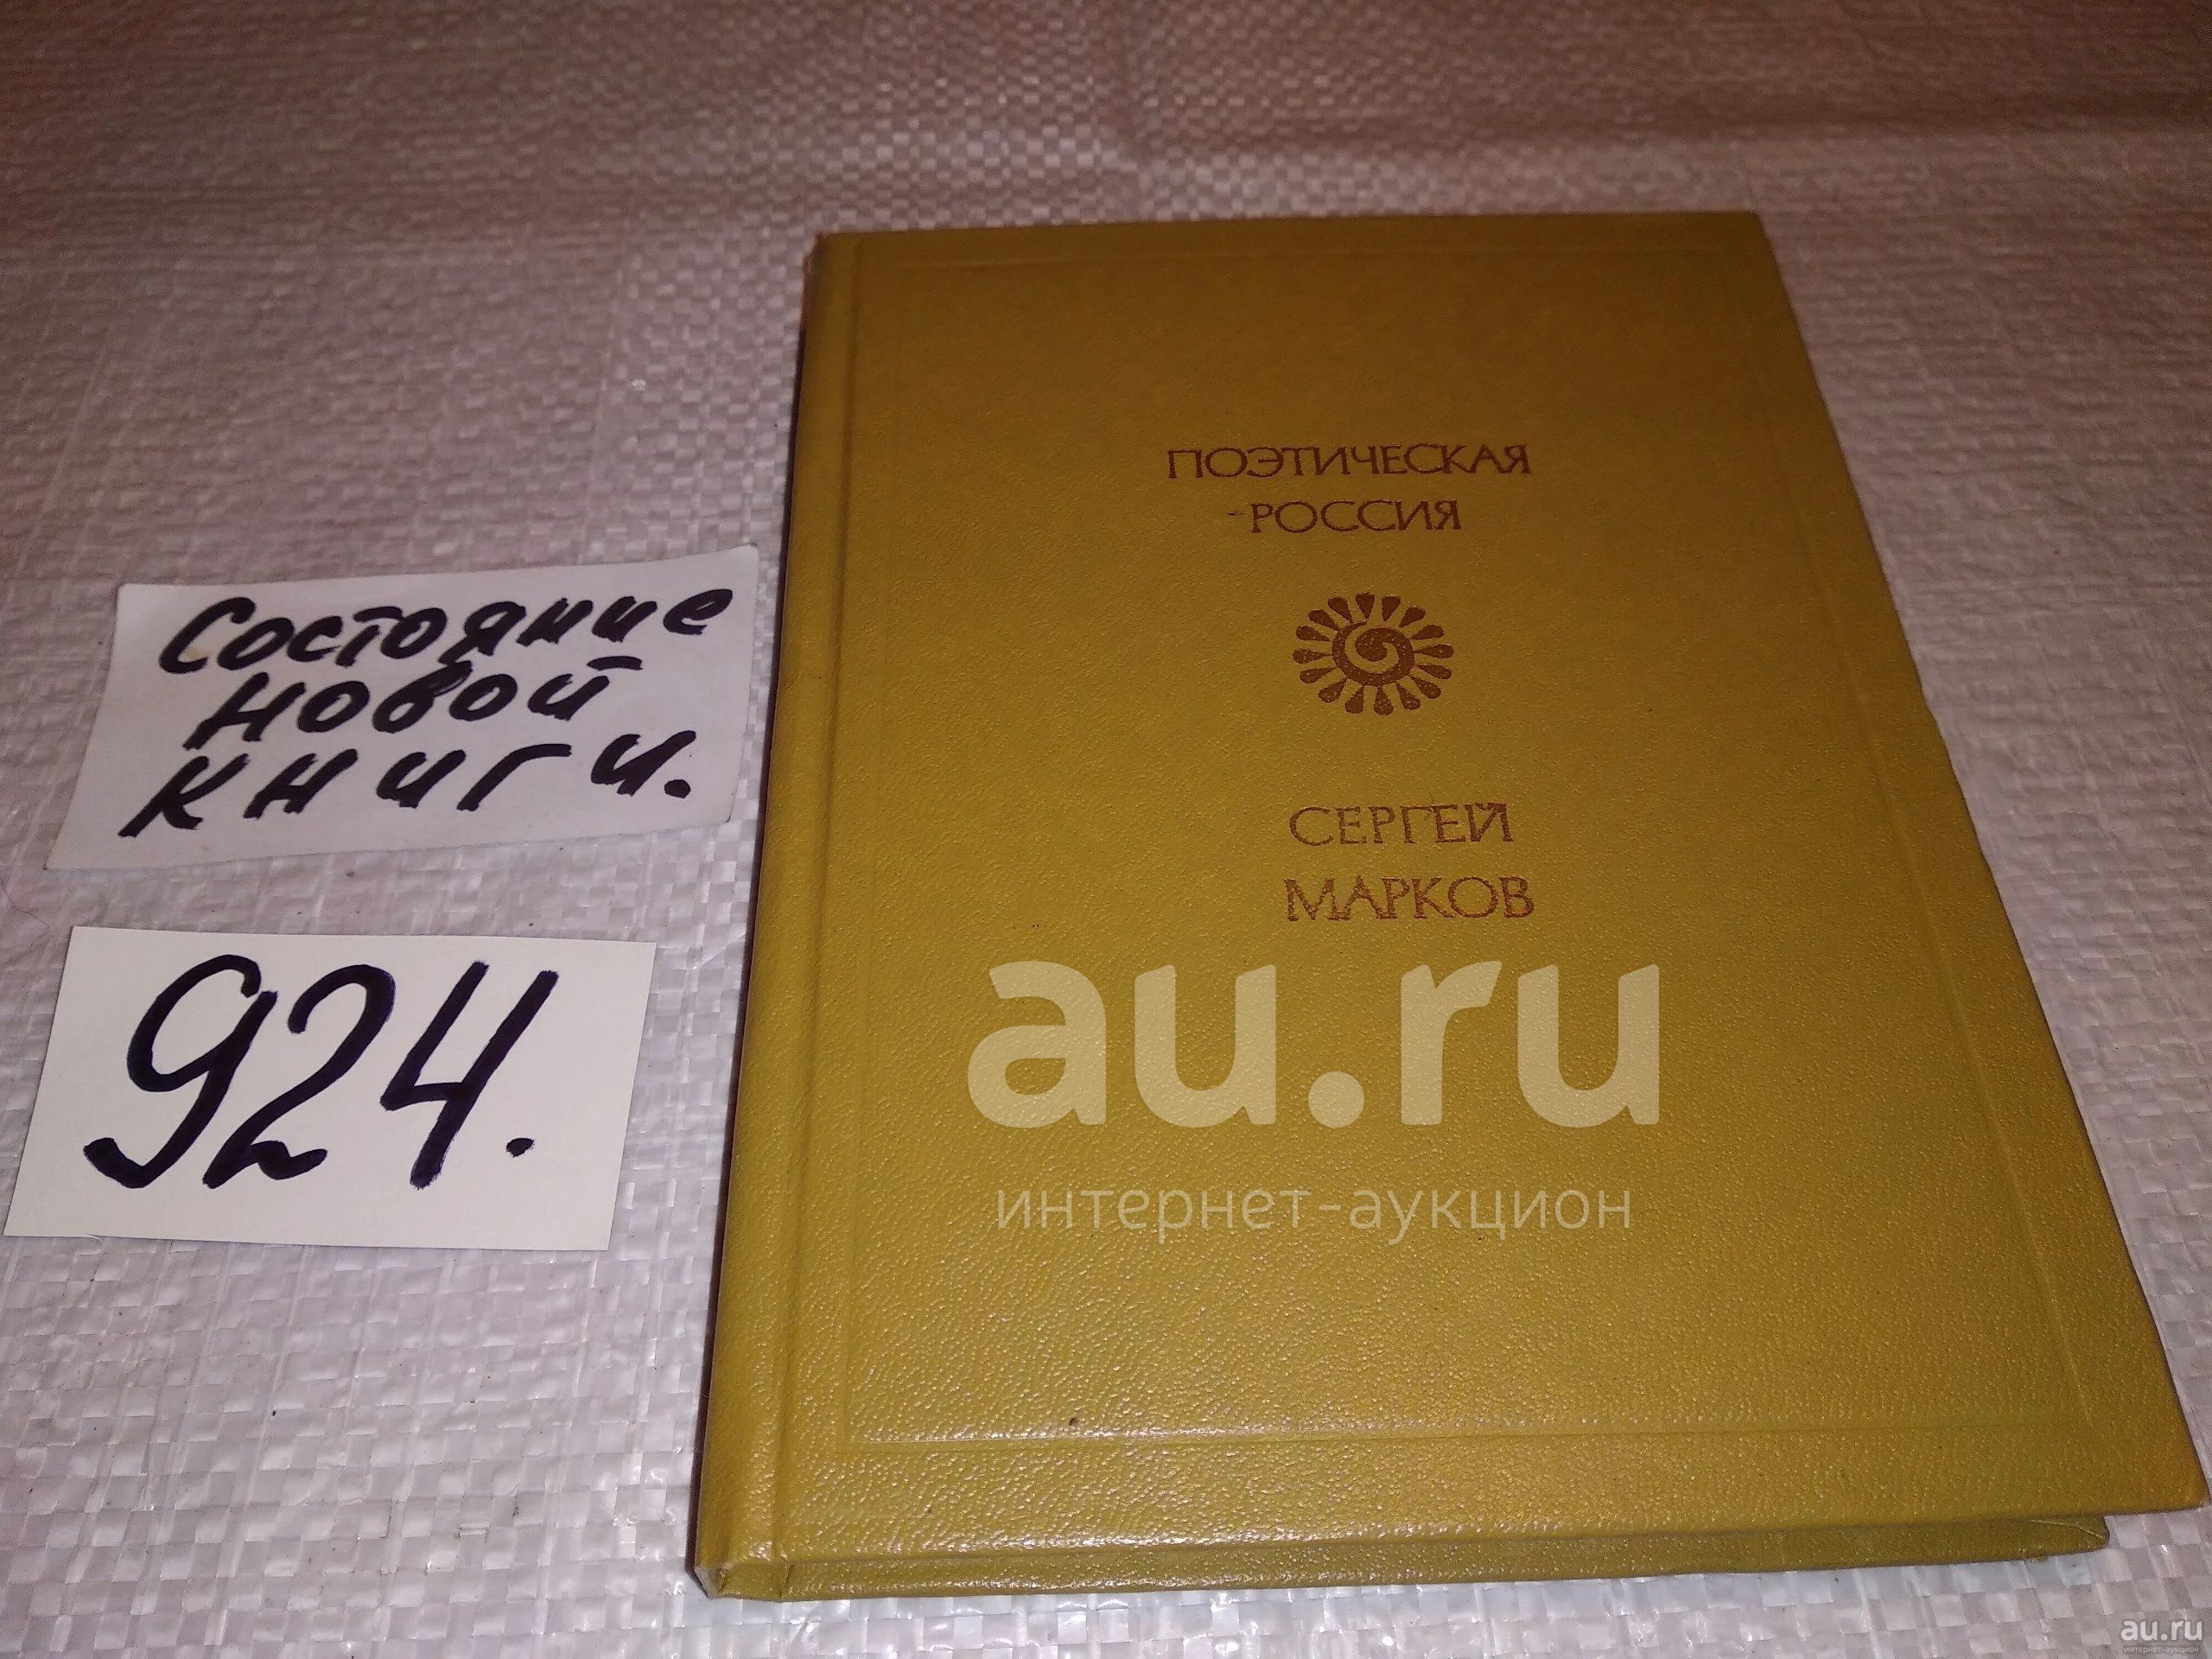 Состояние
новой
книги.
924.
ПОЭТИЧЕСКАЯ
РОССИЯ
СЕРГЕЙ
МАРКОВ
au.ru
интернет-аукцион
au.ru
интернет-аукцион